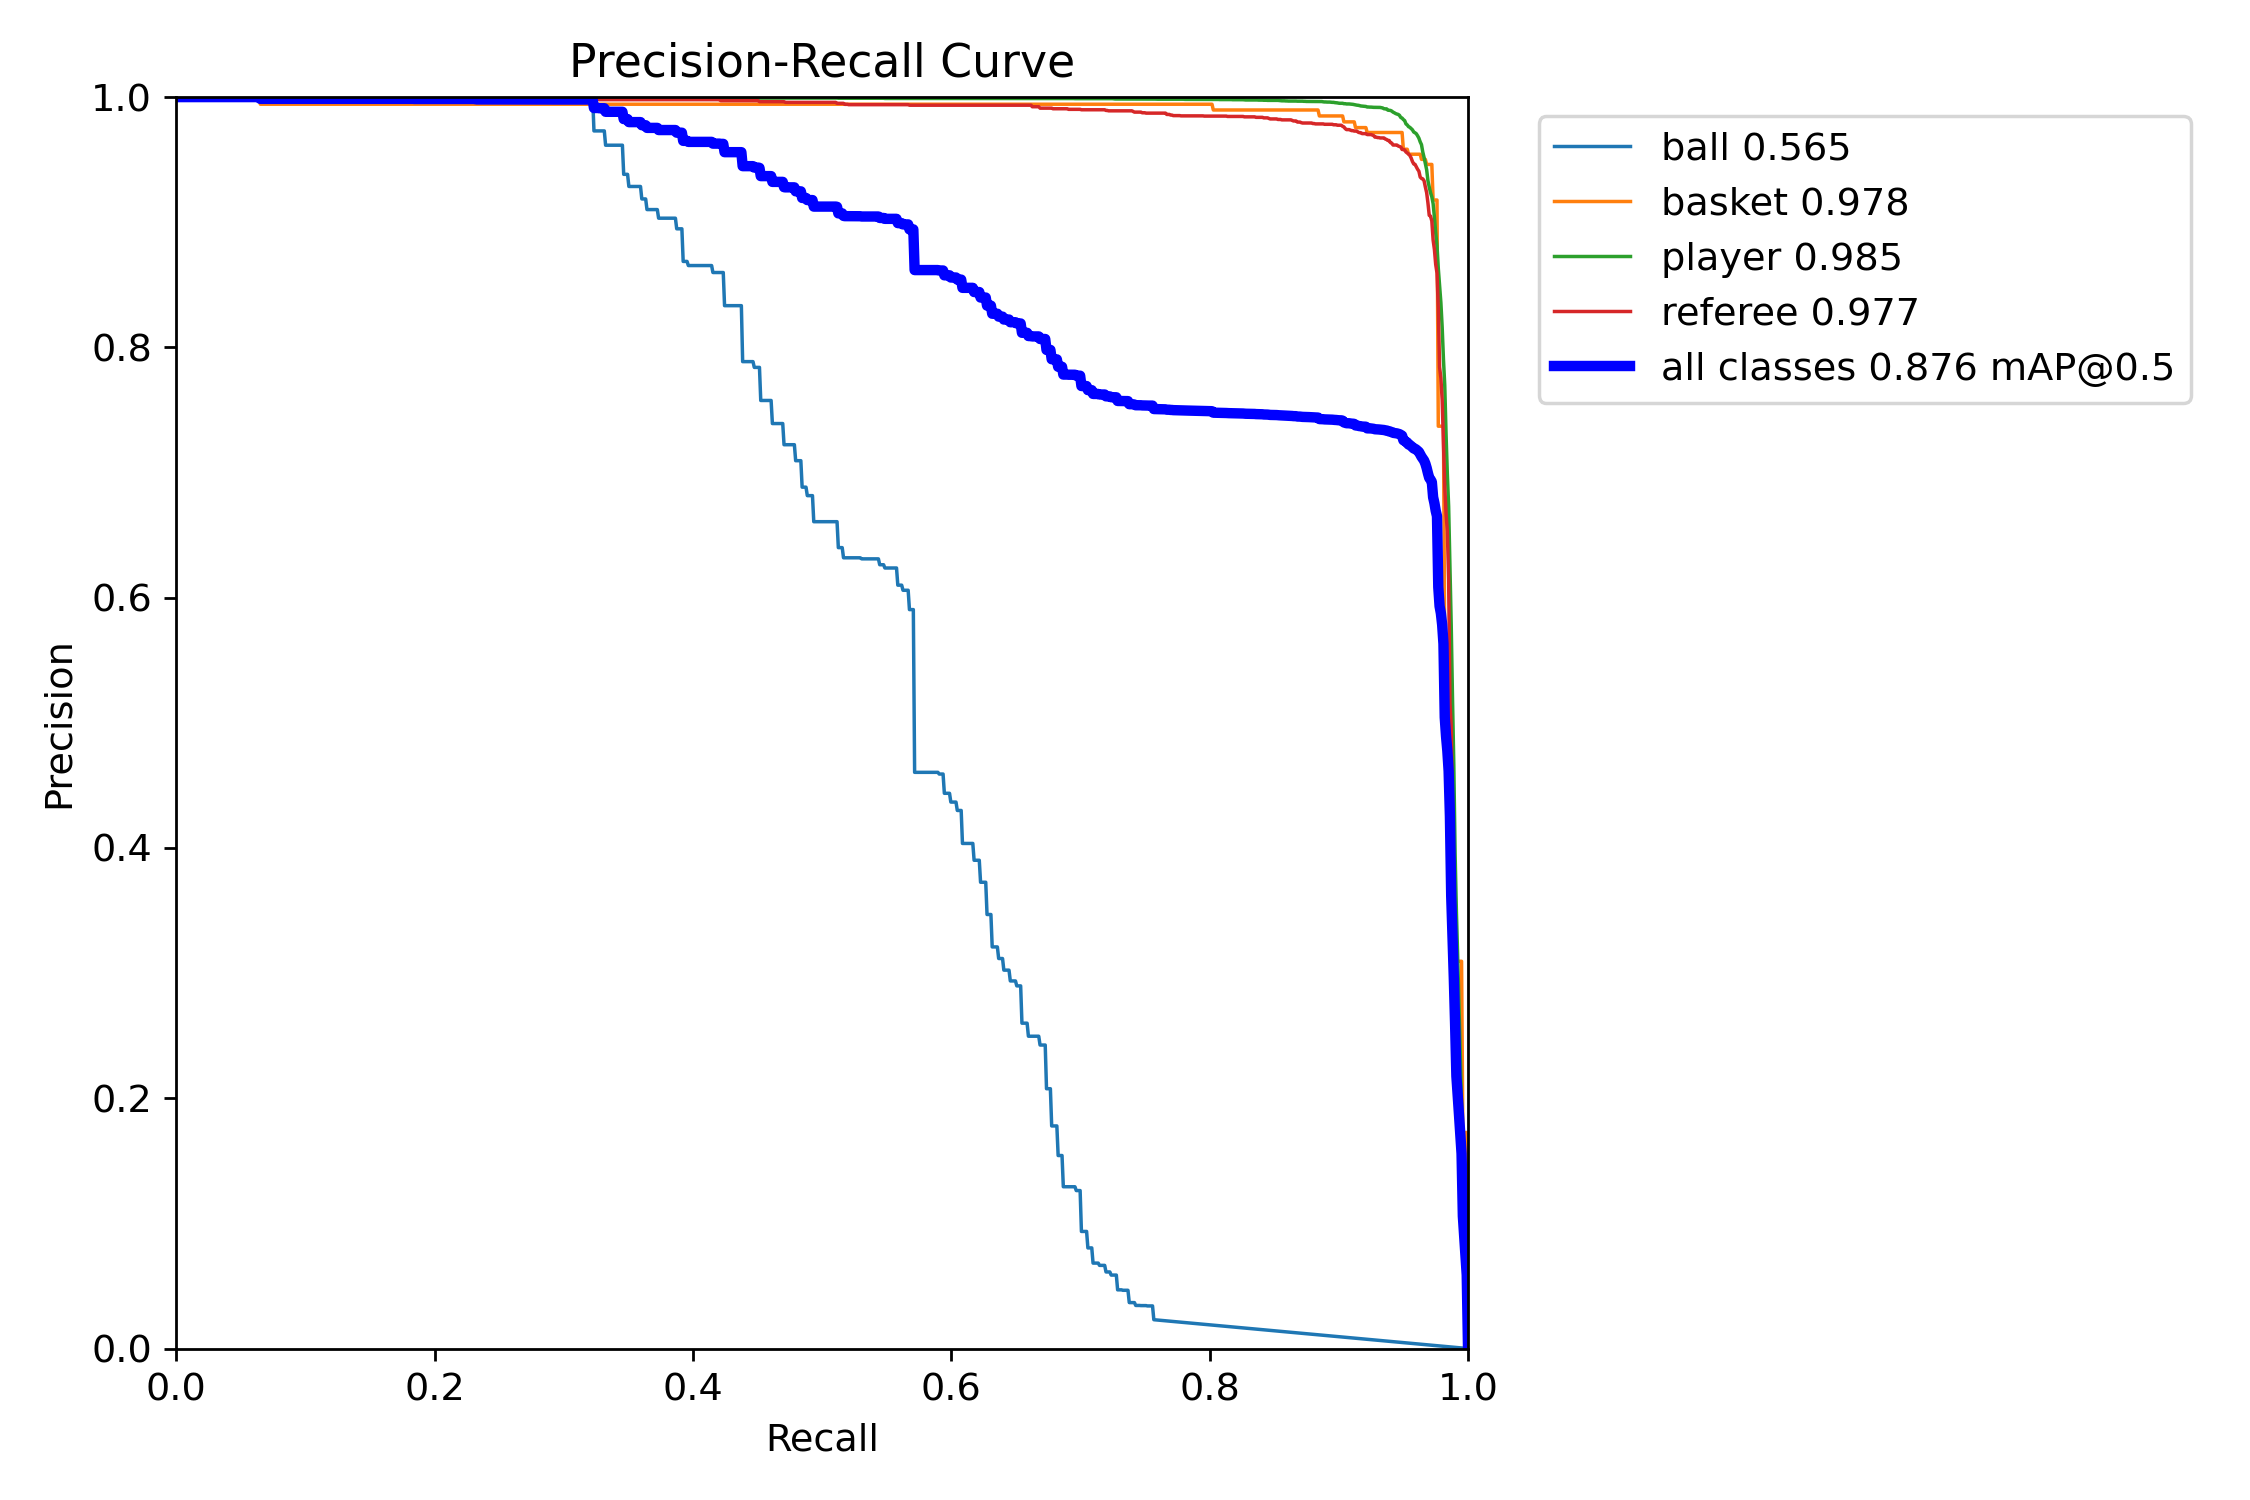 Precision-Recall Curve
1.0
0.8
0.6
0.4
0.2
0.0
Precision
0.0 0.2 0.4 0.6 0.8 1.0
Recall
ball 0.565
basket 0.978
player 0.985
referee 0.977
all classes 0.876 mAP@0.5